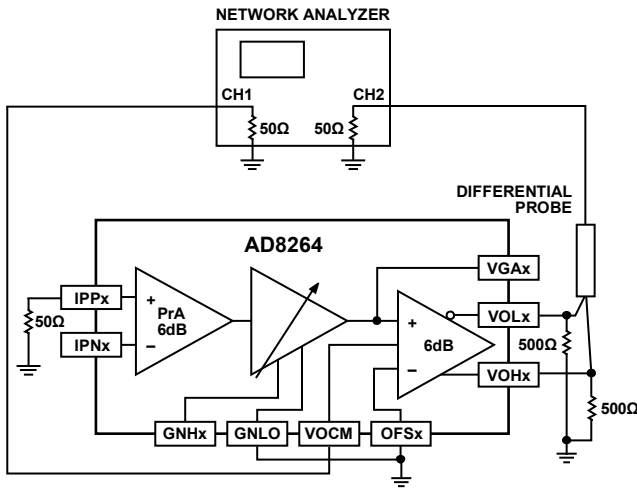 NETWORK ANALYZER
CH1
CH2
50Ω
50Ω
DIFFERENTIAL
PROBE
AD8264
VGAx
IPPx
+
PrA
6dB
+
6dB
VOLx
50Ω
IPNx
–
–
500Ω
VOHx
500Ω
GNHx
GNLO
VOCM
OFSx